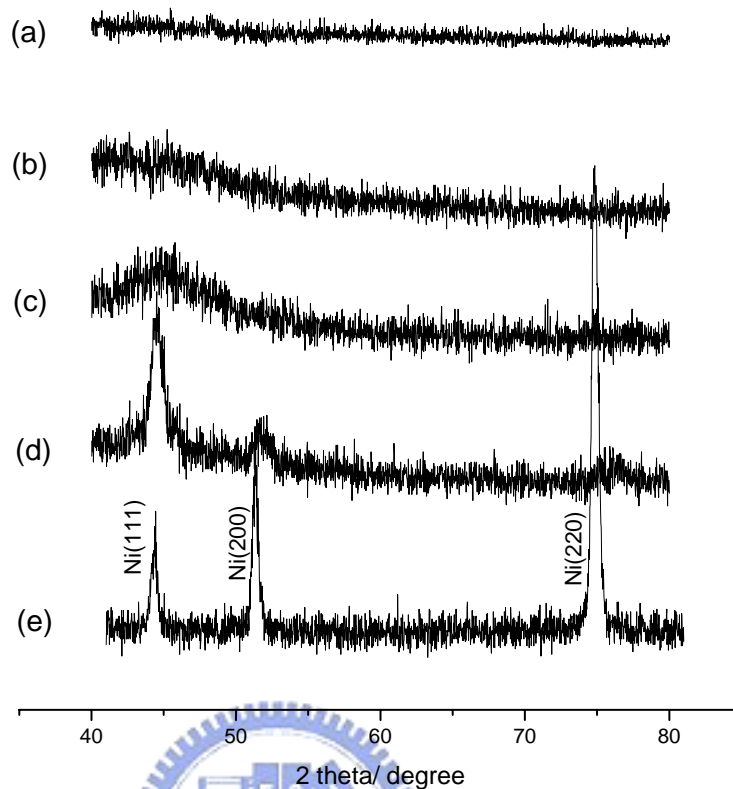 (a)
(b)
(c)
(d)
Ni(111)
Ni(200)
Ni(220)
(e)
40 50 60 70 80
2 theta/ degree